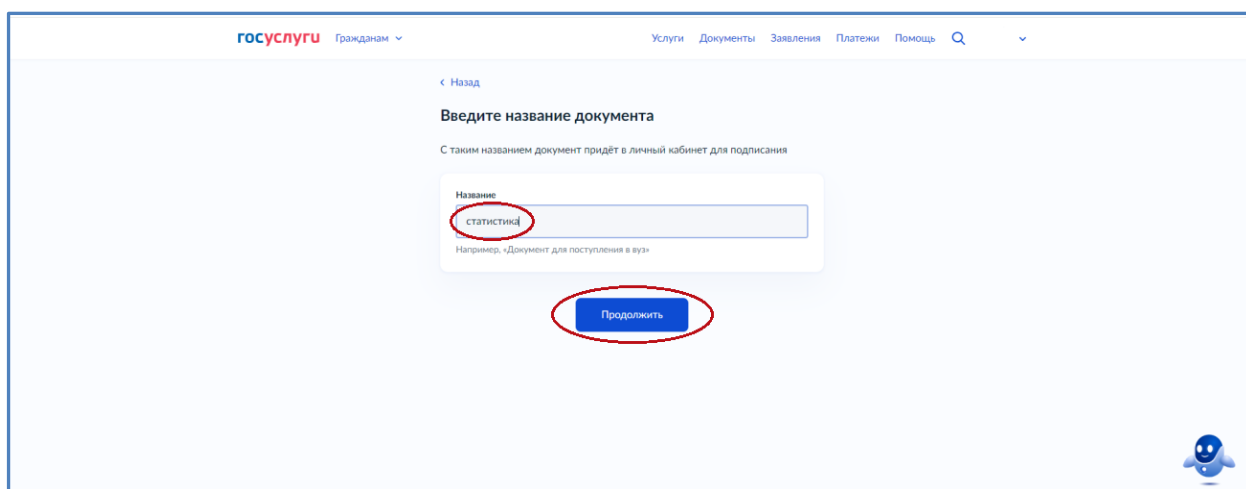 госуслуги Гражданам Услуги Документы Заявления Платежи Помощь
Назад
Введите название документа
С таким названием документ придёт в личный кабинет для подписания
Название
статистика
Например, «Документ для поступления в вуз»
Продолжить